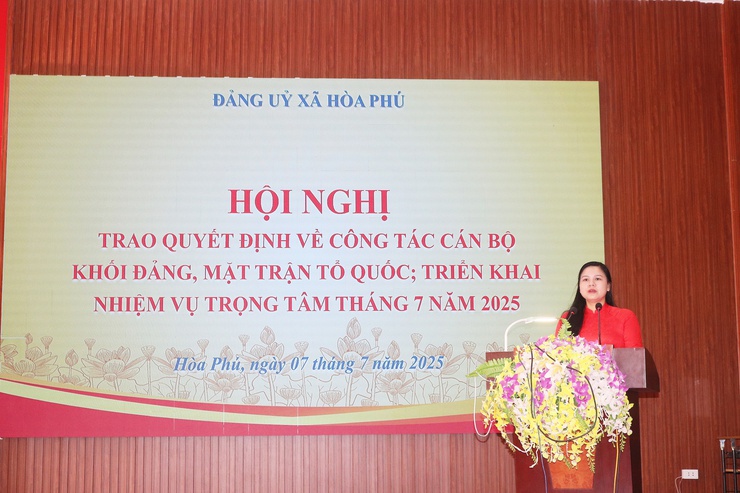 ĐẢNG UỶ XÃ HÒA PHÚ
HỘI NGHỊ
TRAO QUYẾT ĐỊNH VỀ CÔNG TÁC CÁN BỘ
KHỐI ĐẢNG, MẶT TRẬN TỔ QUỐC; TRIỂN KHAI
NHIỆM VỤ TRỌNG TÂM THÁNG 7 NĂM 2025
Hòa Phú, ngày 07 tháng 7 năm 2025